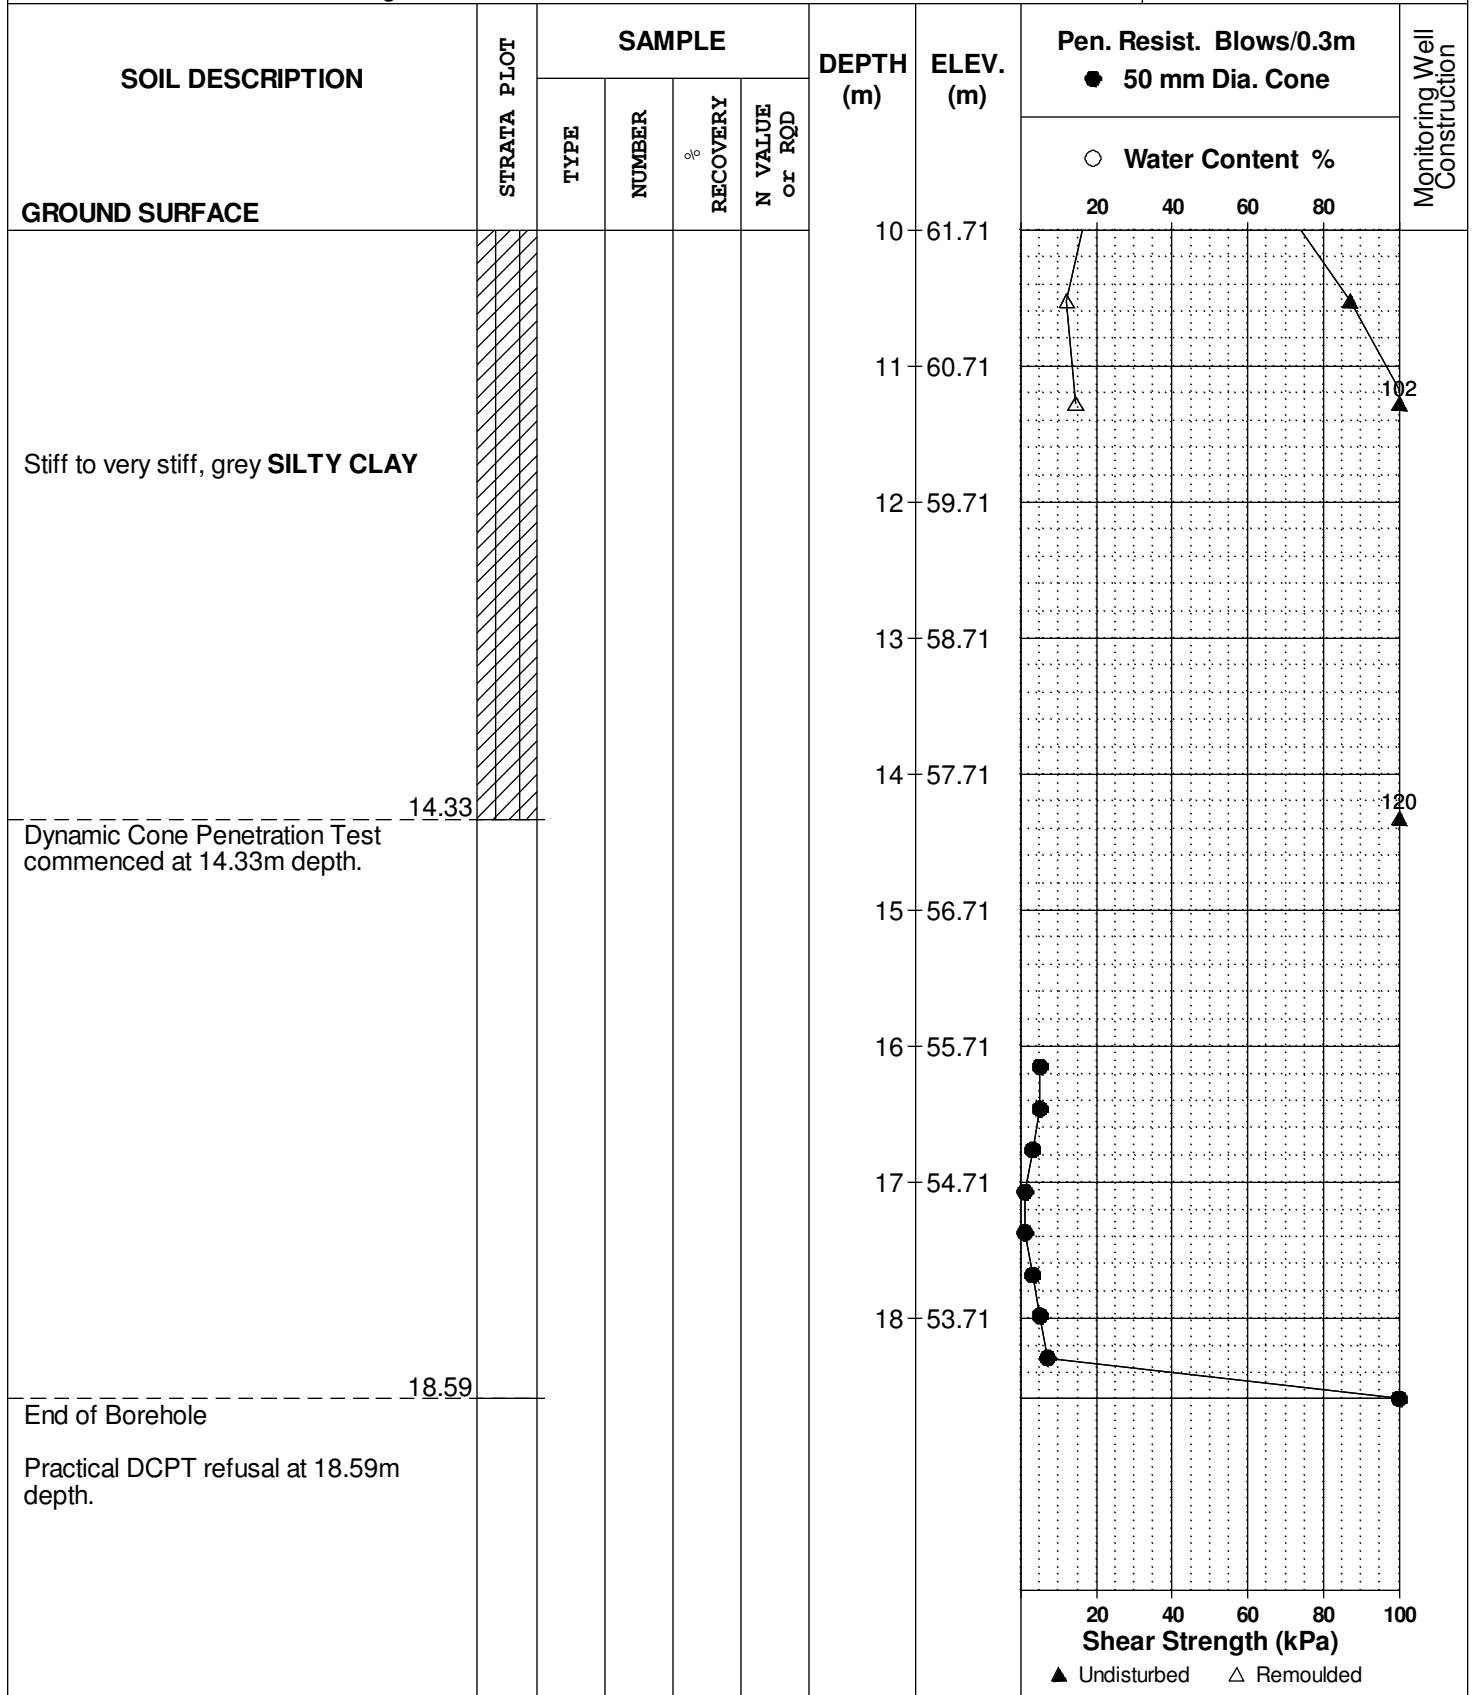 SOIL DESCRIPTION
GROUND SURFACE
STRATA PLOT
SAMPLE
TYPE
NUMBER
%
RECOVERY
N VALUE
or RQD
DEPTH
(m)
ELEV.
(m)
Pen. Resist. Blows/0.3m
● 50 mm Dia. Cone
○ Water Content %
20 40 60 80
Monitoring Well
Construction
10 61.71
11 60.71
102
Stiff to very stiff, grey SILTY CLAY
12 59.71
13 58.71
14 57.71
120
14.33
Dynamic Cone Penetration Test
commenced at 14.33m depth.
15 56.71
16 55.71
17 54.71
18 53.71
18.59
End of Borehole
Practical DCPT refusal at 18.59m
depth.
20 40 60 80 100
Shear Strength (kPa)
▲ Undisturbed △ Remoulded